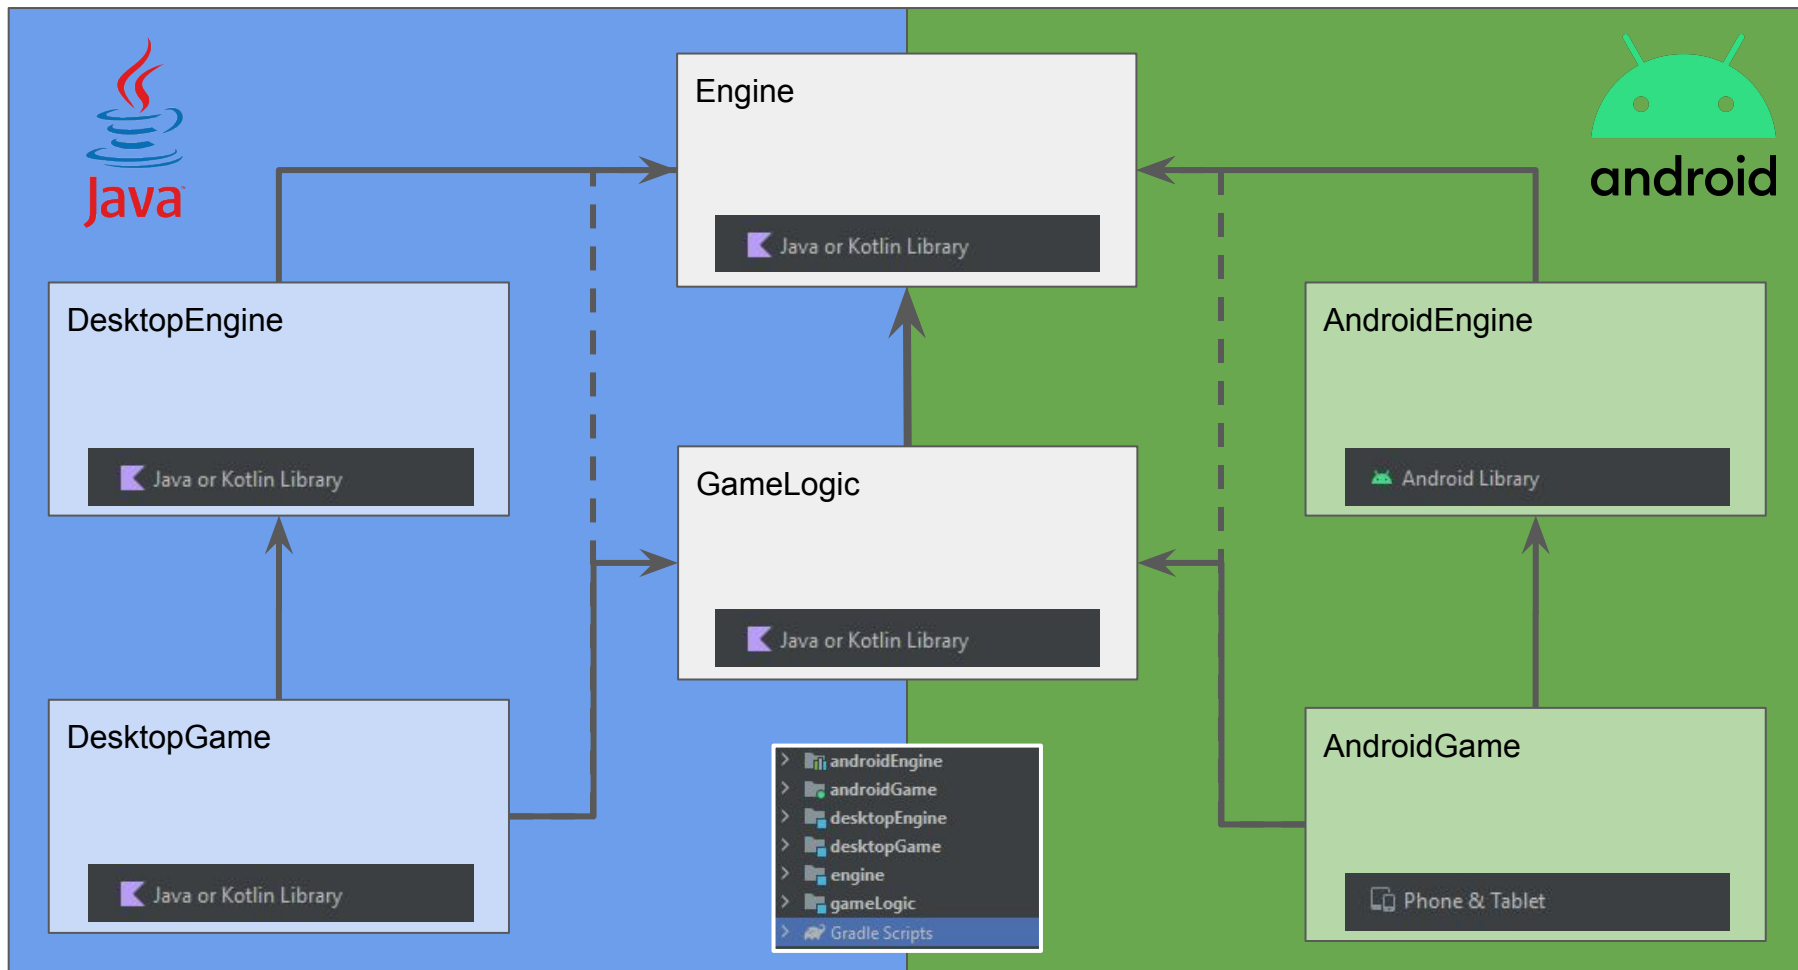 Java
Engine
Java or Kotlin Library
android
DesktopEngine
Java or Kotlin Library
GameLogic
Java or Kotlin Library
AndroidEngine
Android Library
DesktopGame
Java or Kotlin Library
androidEngine
androidGame
desktopEngine
desktopGame
engine
gameLogic
Gradle Scripts
AndroidGame
Phone & Tablet